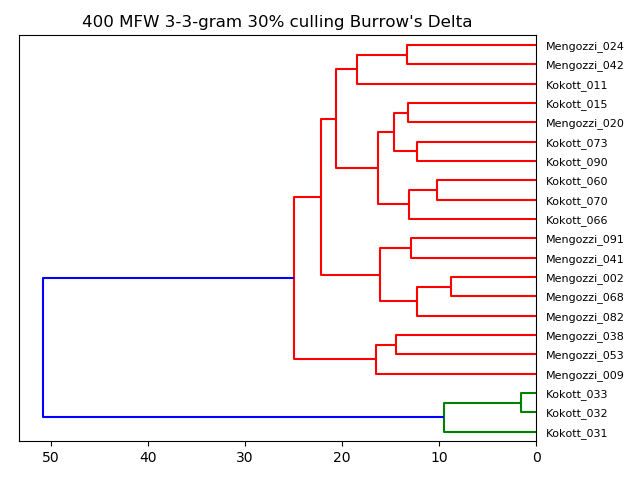 400 MFW 3-3-gram 30% culling Burrow's Delta
Mengozzi_024
Mengozzi_042
Kokott_011
Kokott_015
Mengozzi_020
Kokott_073
Kokott_090
Kokott_060
Kokott_070
Kokott_066
Mengozzi_091
Mengozzi_041
Mengozzi_002
Mengozzi_068
Mengozzi_082
Mengozzi_038
Mengozzi_053
Mengozzi_009
Kokott_033
Kokott_032
Kokott_031
50 40 30 20 10 0